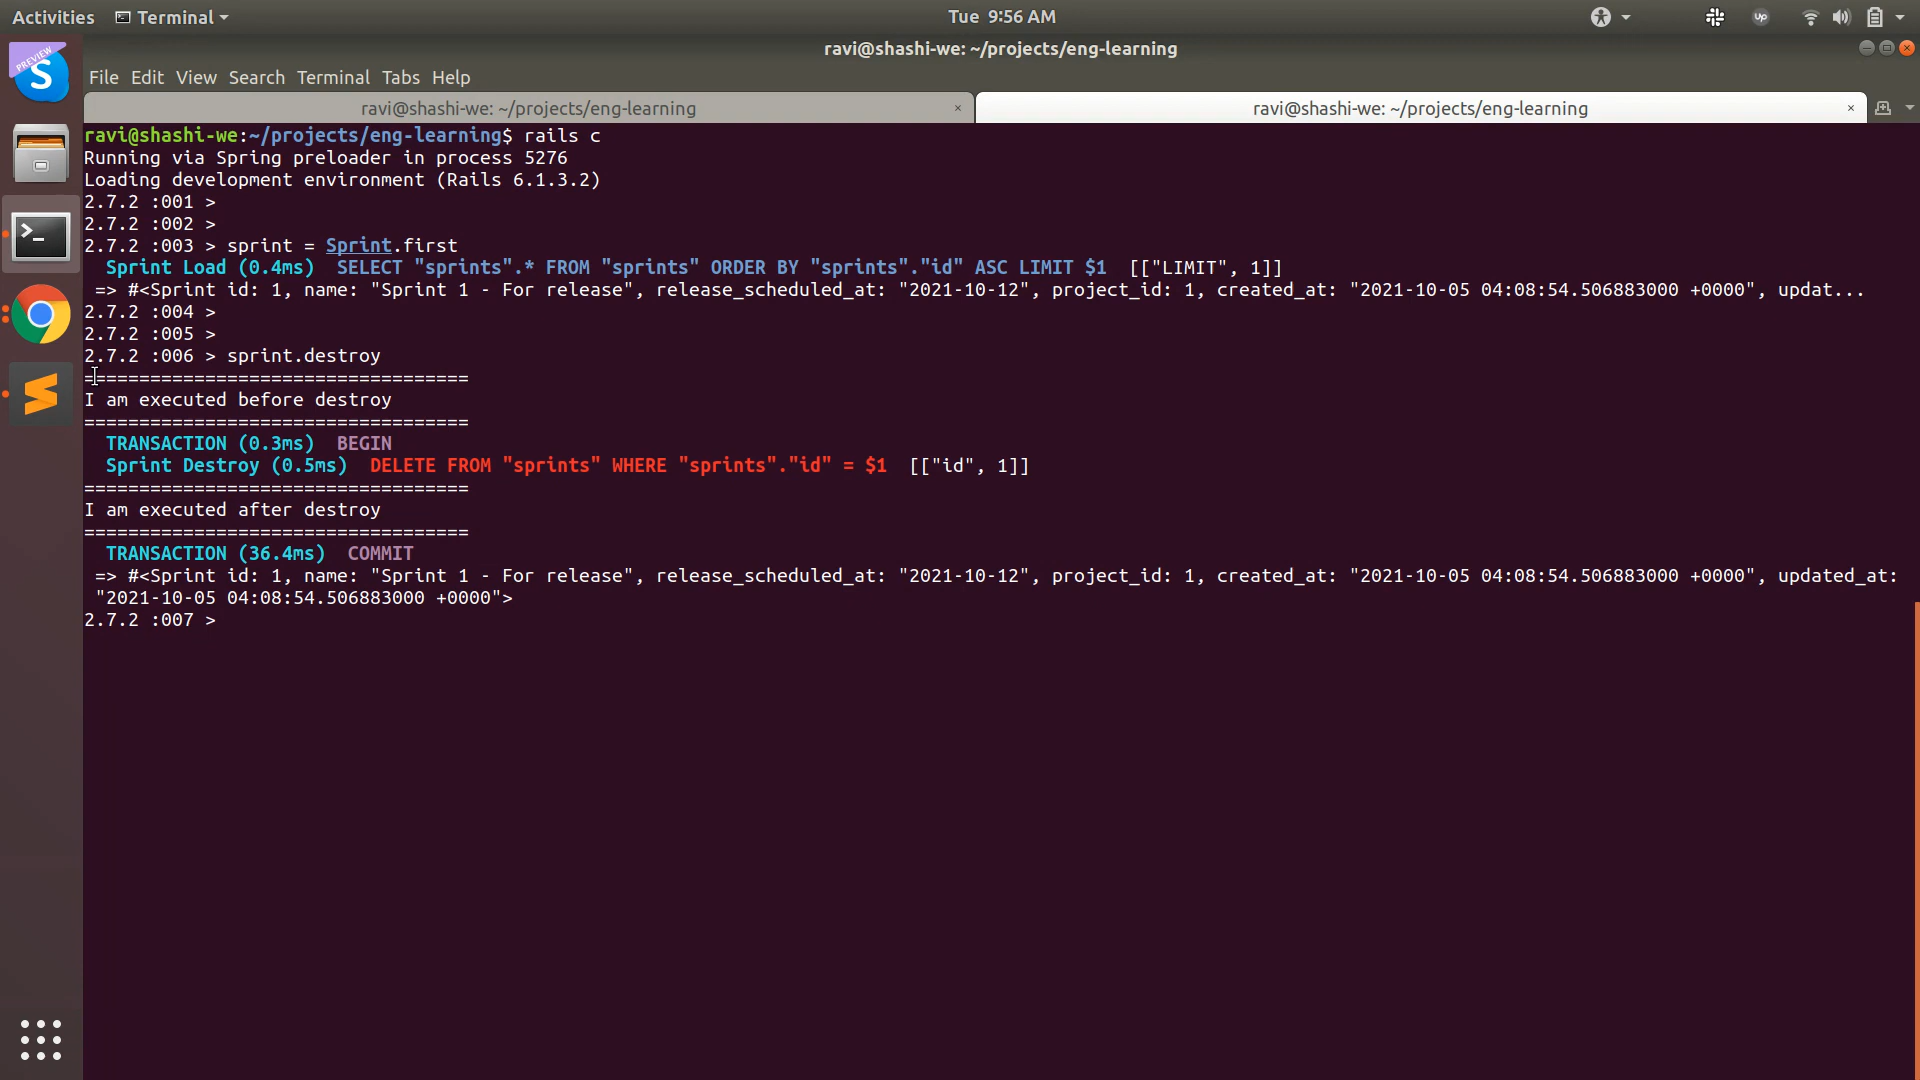 Activities Terminal Tue 9:56 AM Up
ravi@shashi-we: ~/projects/eng-learning
PREVIEW S
File Edit View Search Terminal Tabs Help
ravi@shashi-we: ~/projects/eng-learning × ravi@shashi-we: ~/projects/eng-learning ×
ravi@shashi-we:~/projects/eng-learning$ rails c
Running via Spring preloader in process 5276
Loading development environment (Rails 6.1.3.2)
2.7.2 :001 >
2.7.2 :002 >
2.7.2 :003 > sprint = Sprint.first
Sprint Load (0.4ms)  SELECT "sprints".* FROM "sprints" ORDER BY "sprints"."id" ASC LIMIT $1  [["LIMIT", 1]]
=> #<Sprint id: 1, name: "Sprint 1 - For release", release_scheduled_at: "2021-10-12", project_id: 1, created_at: "2021-10-05 04:08:54.506883000 +0000", updat...
2.7.2 :004 >
2.7.2 :005 >
2.7.2 :006 > sprint.destroy
===================================
I am executed before destroy
===================================
TRANSACTION (0.3ms)  BEGIN
Sprint Destroy (0.5ms)  DELETE FROM "sprints" WHERE "sprints"."id" = $1  [["id", 1]]
===================================
I am executed after destroy
===================================
TRANSACTION (36.4ms)  COMMIT
=> #<Sprint id: 1, name: "Sprint 1 - For release", release_scheduled_at: "2021-10-12", project_id: 1, created_at: "2021-10-05 04:08:54.506883000 +0000", updated_at:
"2021-10-05 04:08:54.506883000 +0000">
2.7.2 :007 >